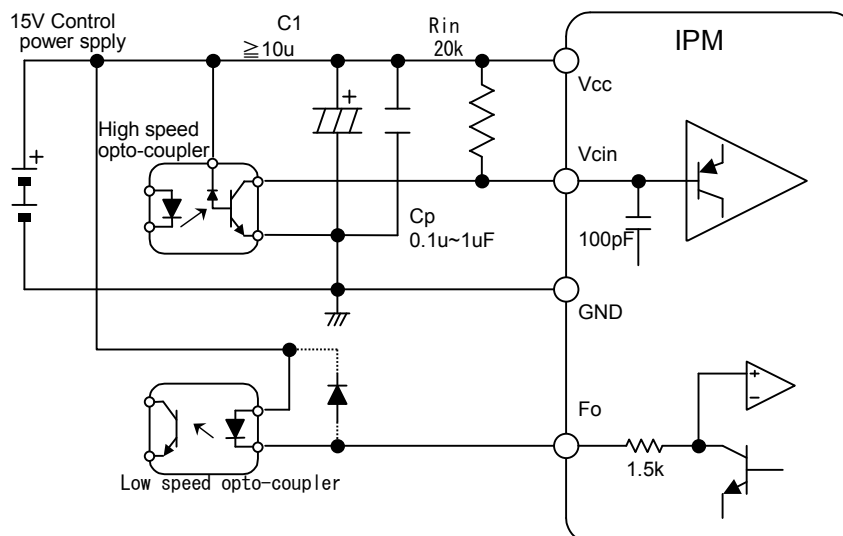 15V Control
power spply
C1
≧10u
Rin
20k
IPM
Vcc
+
+
High speed
opto-coupler
Vcin
Cp
0.1u~1uF
100pF
GND
Fo
+
−
1.5k
Low speed opto-coupler